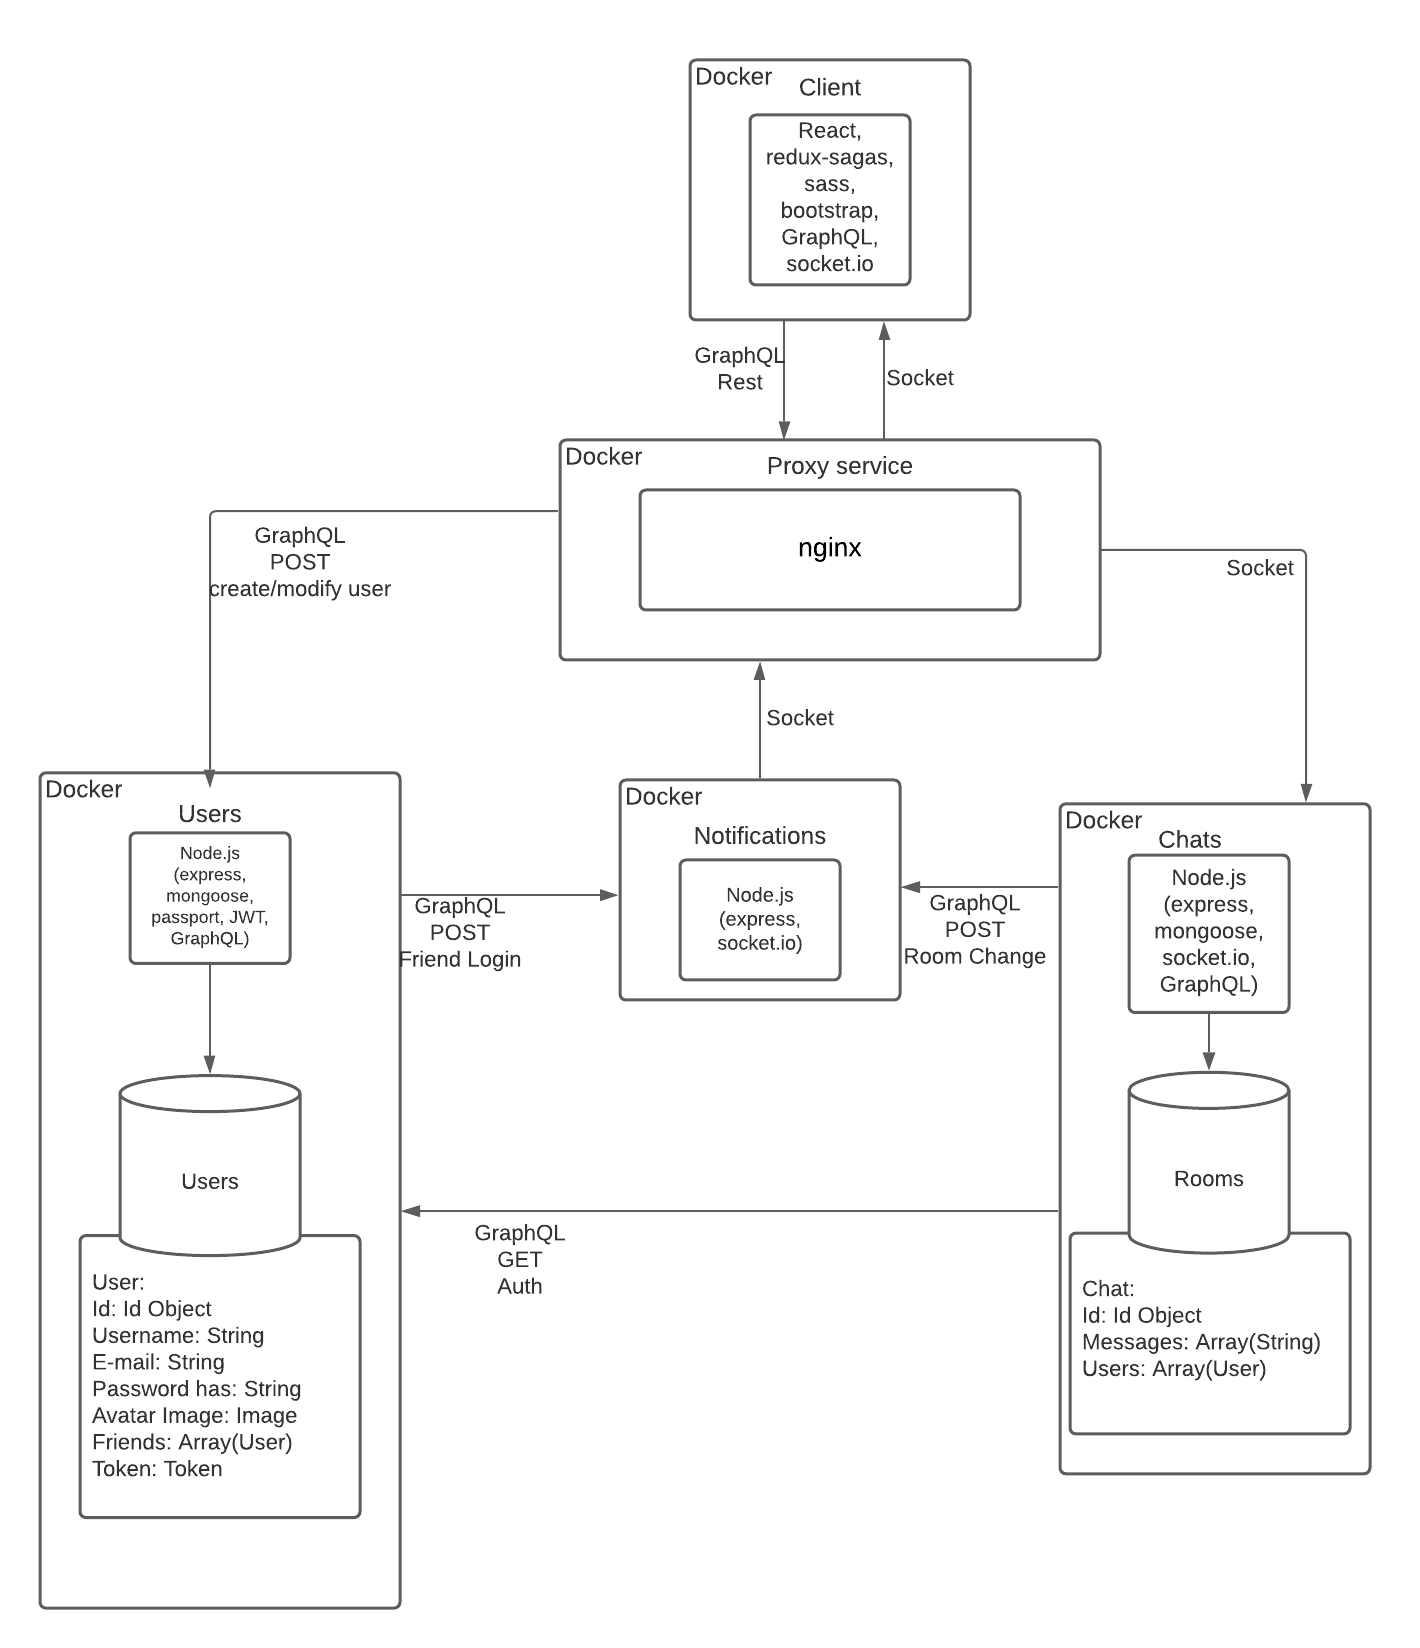 Docker
Client
React,
redux-sagas,
sass,
bootstrap,
GraphQL,
socket.io
GraphQL
Rest
Socket
Docker
Proxy service
nginx
GraphQL
POST
create/modify user
Socket
Socket
Docker
Users
Node.js
(express,
mongoose,
passport, JWT,
GraphQL)
GraphQL
POST
Friend Login
Docker
Notifications
Node.js
(express,
socket.io)
GraphQL
POST
Room Change
Docker
Chats
Node.js
(express,
mongoose,
socket.io,
GraphQL)
Users
Rooms
GraphQL
GET
Auth
User:
Id: Id Object
Username: String
E-mail: String
Password has: String
Avatar Image: Image
Friends: Array(User)
Token: Token
Chat:
Id: Id Object
Messages: Array(String)
Users: Array(User)